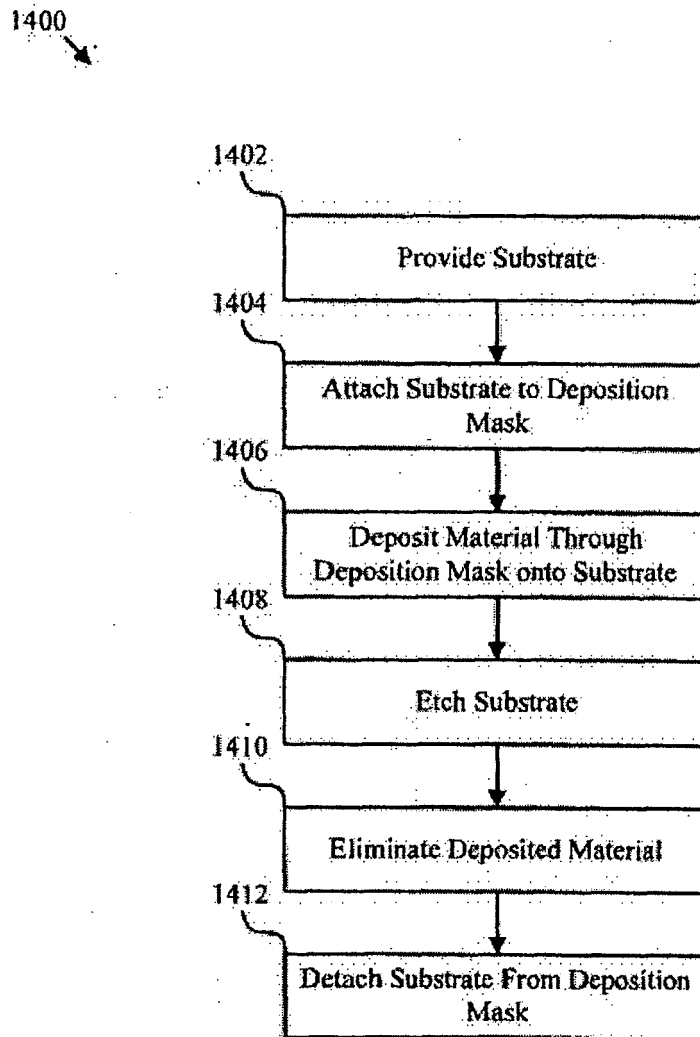 1400
1402
Provide Substrate
1404
Attach Substrate to Deposition
Mask
1406
Deposit Material Through
Deposition Mask onto Substrate
1408
Etch Substrate
1410
Eliminate Deposited Material
1412
Detach Substrate From Deposition
Mask